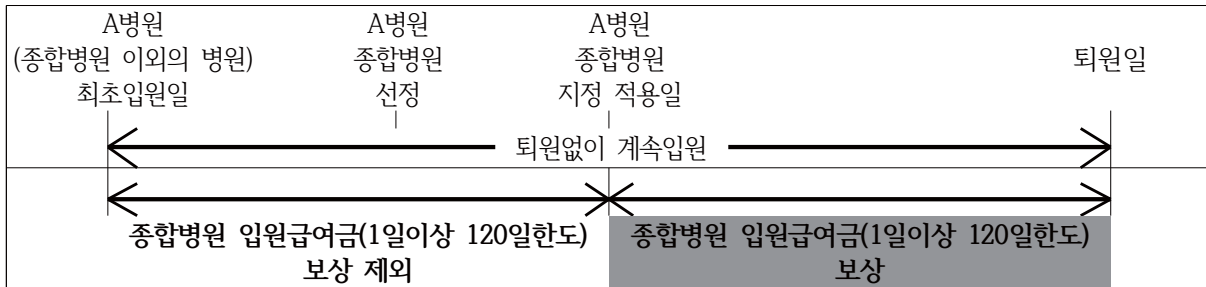 A병원
(종합병원 이외의 병원)
최초입원일
A병원
종합병원
선정
A병원
종합병원
지정 적용일
퇴원일
퇴원없이 계속입원
종합병원 입원급여금(1일이상 120일한도)
보상 제외
종합병원 입원급여금(1일이상 120일한도)
보상